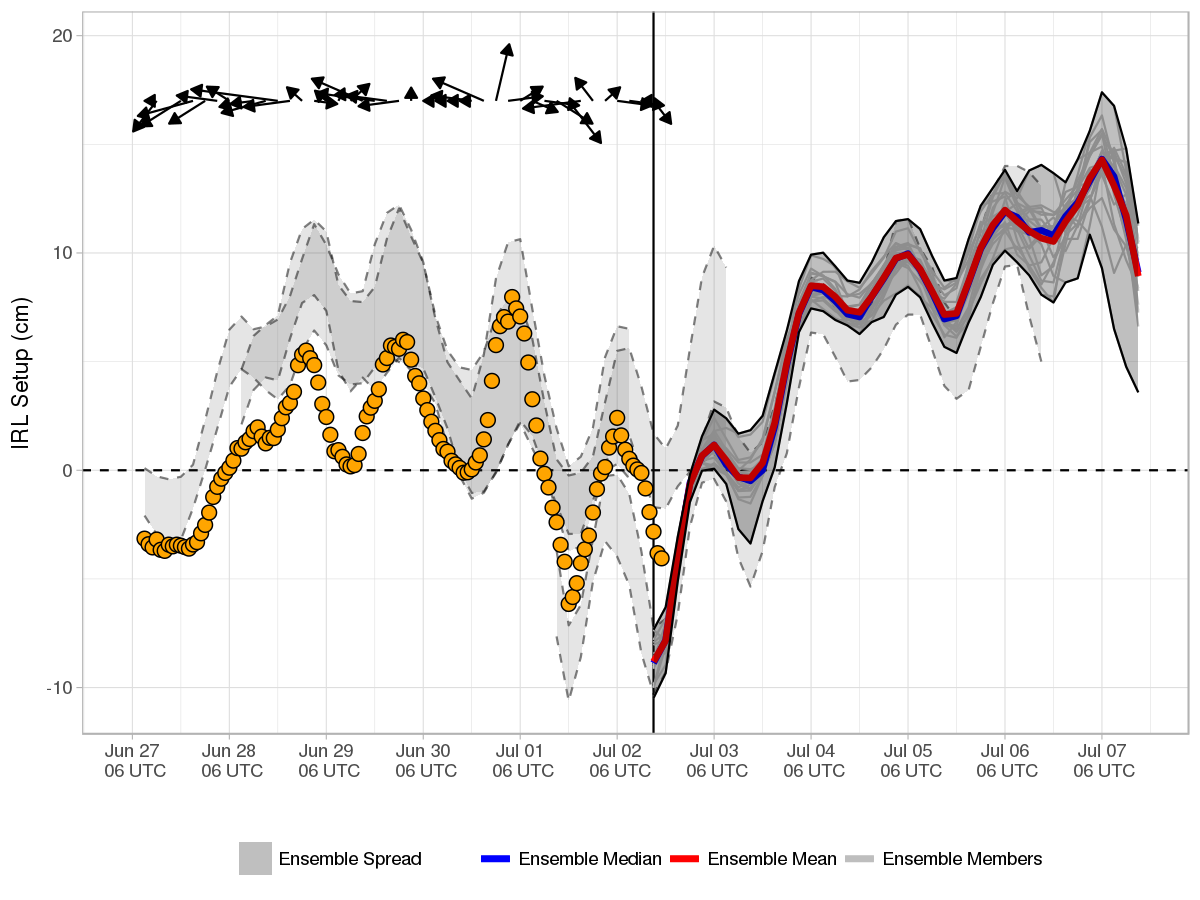 IRL Setup (cm)
20
10
0
-10
Jun 27 Jun 28 Jun 29 Jun 30 Jul 01 Jul 02 Jul 03 Jul 04 Jul 05 Jul 06 Jul 07
06 UTC 06 UTC 06 UTC 06 UTC 06 UTC 06 UTC 06 UTC 06 UTC 06 UTC 06 UTC 06 UTC
Ensemble Spread Ensemble Median Ensemble Mean Ensemble Members